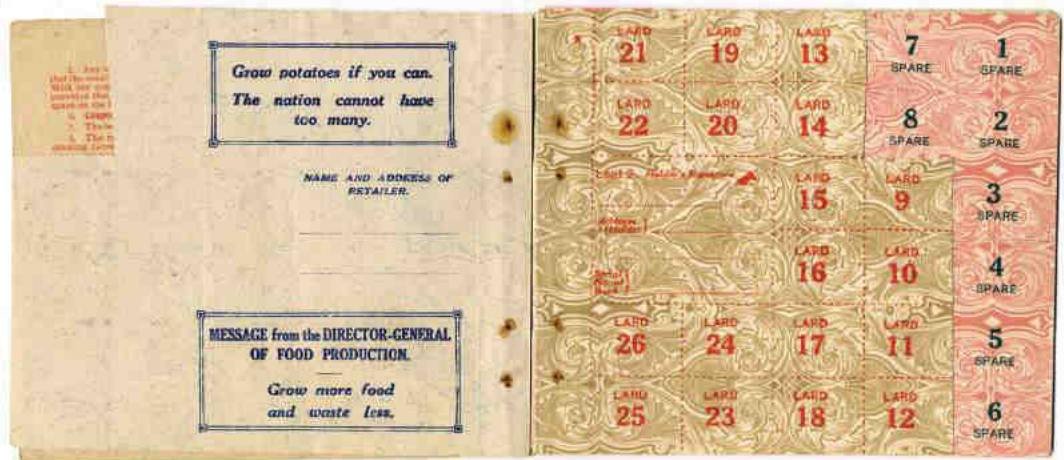 Grow potatoes if you can.
The nation cannot have
too many.
NAME AND ADDRESS OF
RETAILER.
MESSAGE from the DIRECTOR-GENERAL
OF FOOD PRODUCTION.
Grow more food
and waste less.
LARD 21 LARD 19 LARD 13 7 SPARE 1 SPARE
LARD 22 LARD 20 LARD 14 8 SPARE 2 SPARE
LARD 15 LARD 9 3 SPARE
LARD 16 LARD 10 4 SPARE
LARD 26 LARD 24 LARD 17 LARD 11 5 SPARE
LARD 25 LARD 23 LARD 18 LARD 12 6 SPARE